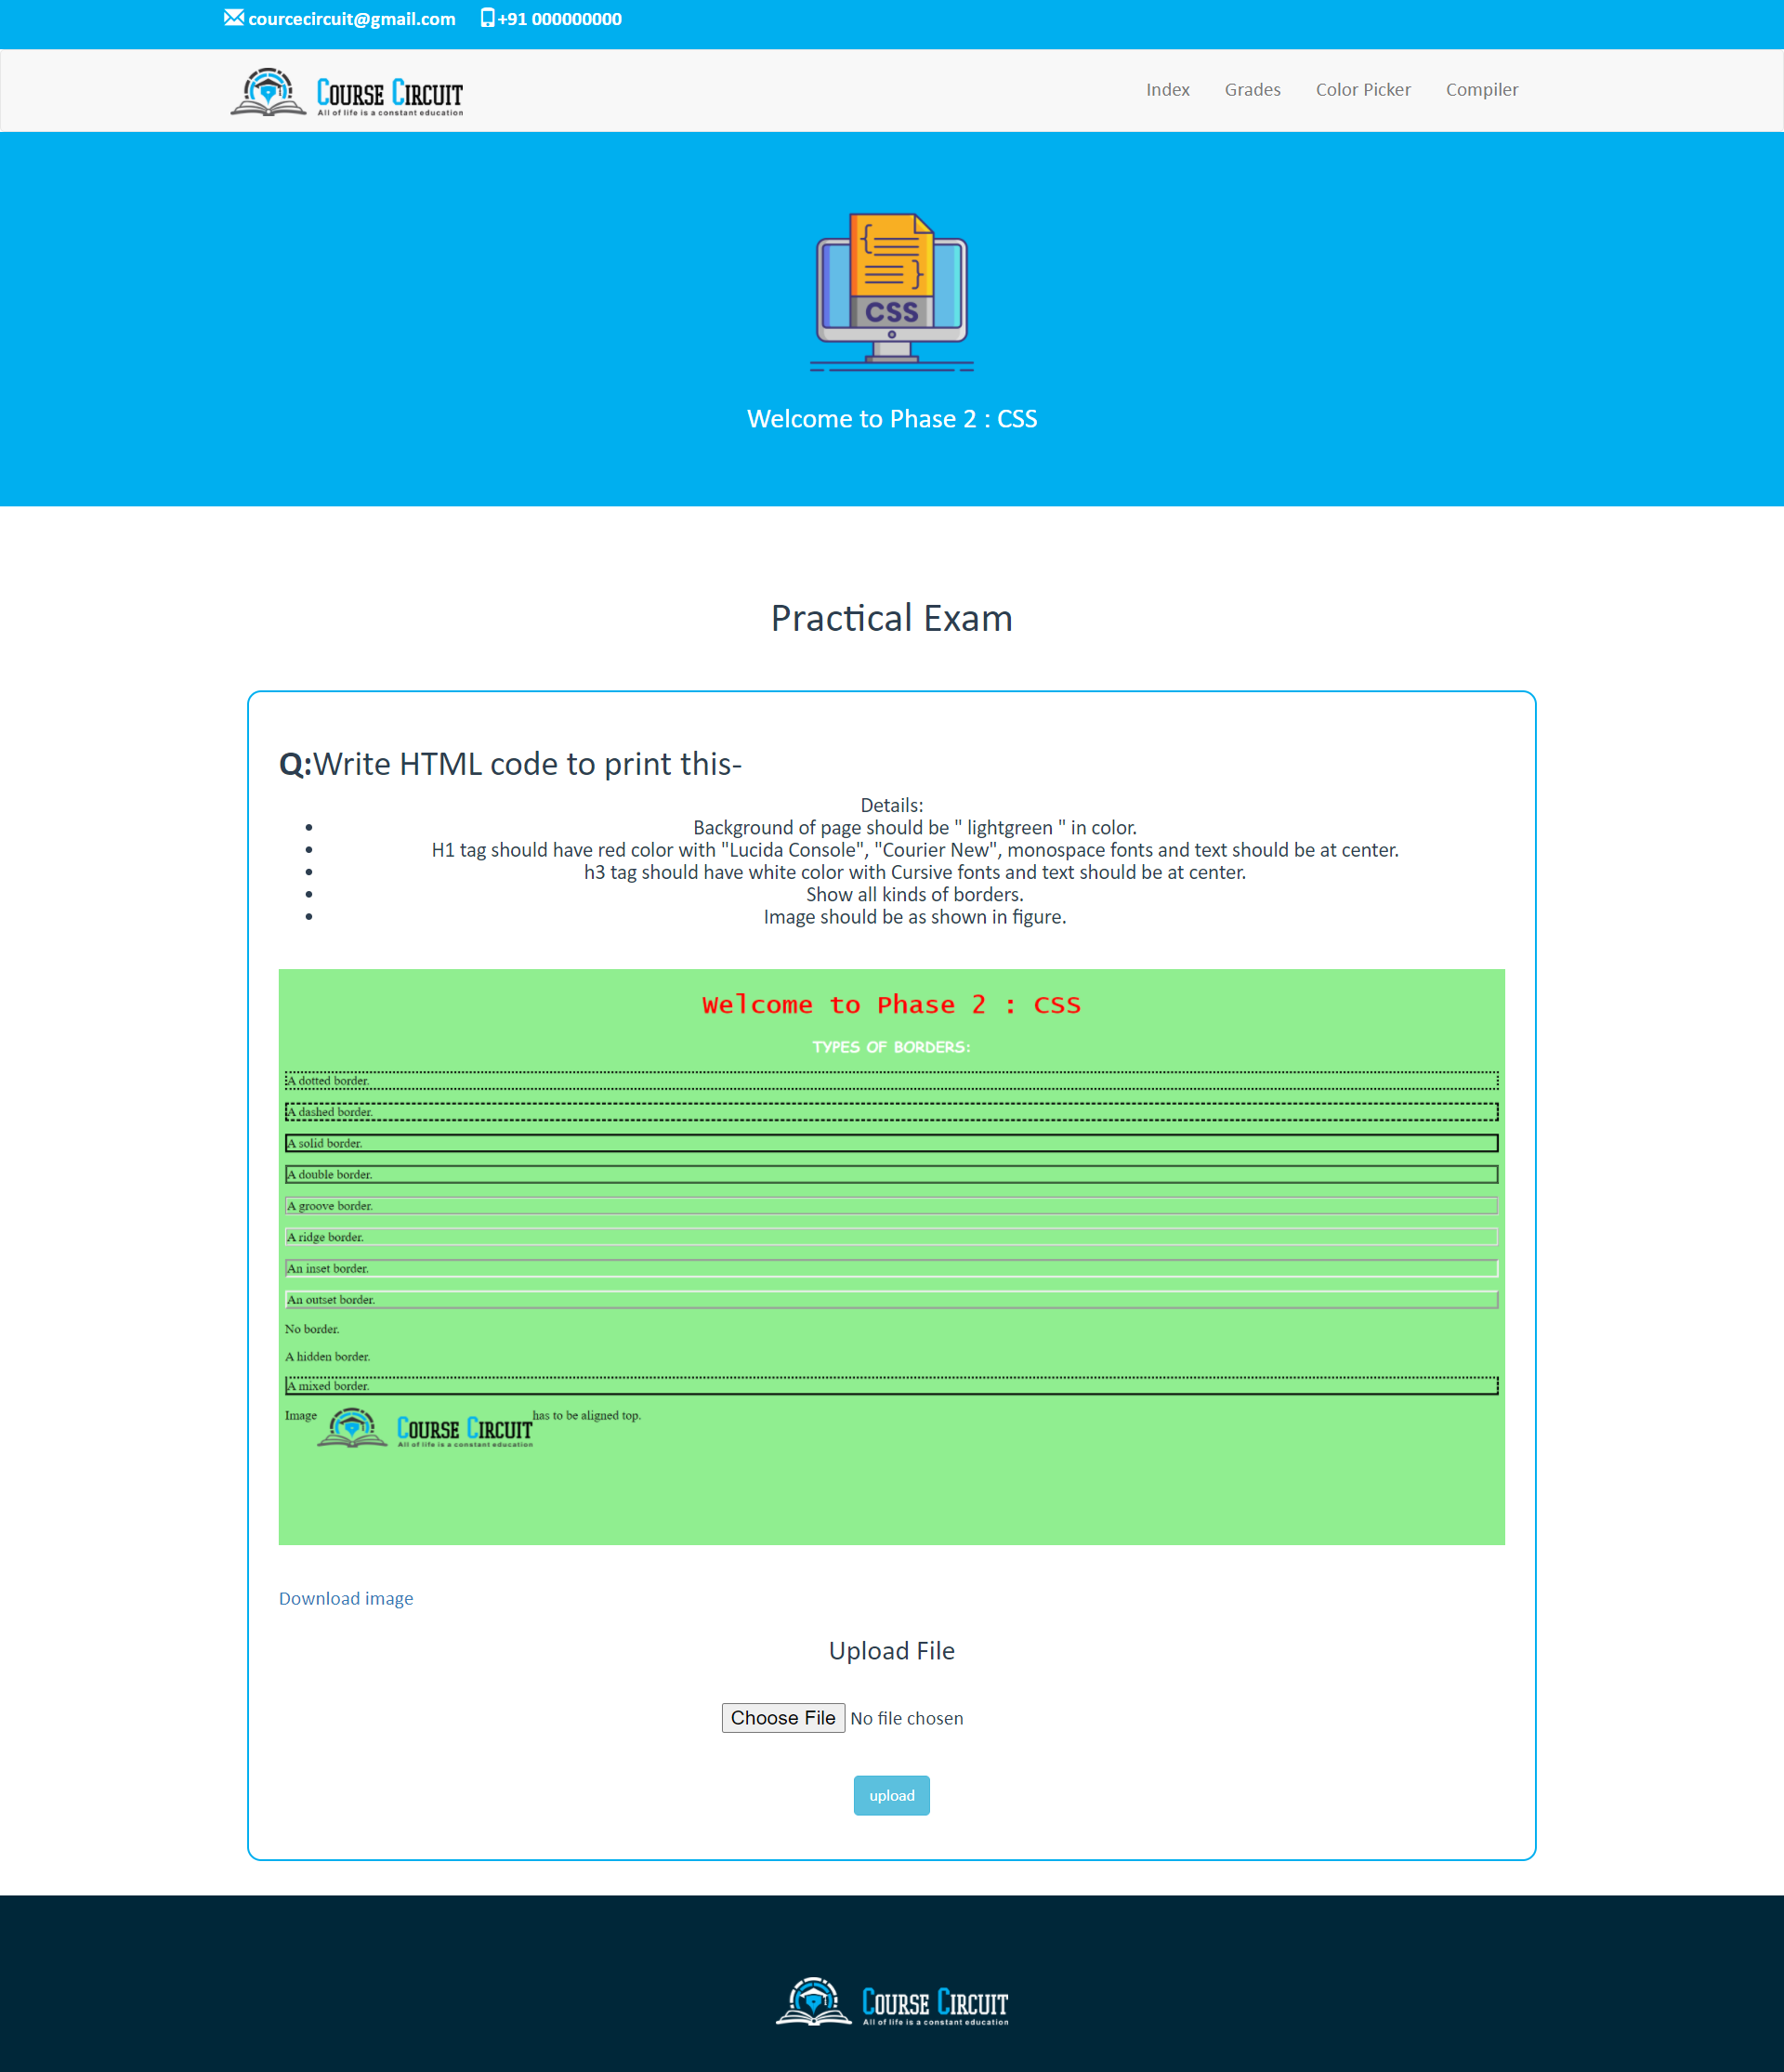 courcecircuit@gmail.com +91 000000000
COURSE CIRCUIT
All of life is a constant education
Index Grades Color Picker Compiler
CSS
Welcome to Phase 2 : CSS
Practical Exam
Q:Write HTML code to print this-
Details:
Background of page should be " lightgreen " in color.
H1 tag should have red color with "Lucida Console", "Courier New", monospace fonts and text should be at center.
h3 tag should have white color with Cursive fonts and text should be at center.
Show all kinds of borders.
Image should be as shown in figure.
Welcome to Phase 2 : CSS
TYPES OF BORDERS:
A dotted border.
A dashed border.
A solid border.
A double border.
A groove border.
A ridge border.
An inset border.
An outset border.
No border.
A hidden border.
A mixed border.
Image COURSE CIRCUIT has to be aligned top.
All of life is a constant education
Download image
Upload File
Choose File No file chosen
upload
COURSE CIRCUIT
All of life is a constant education